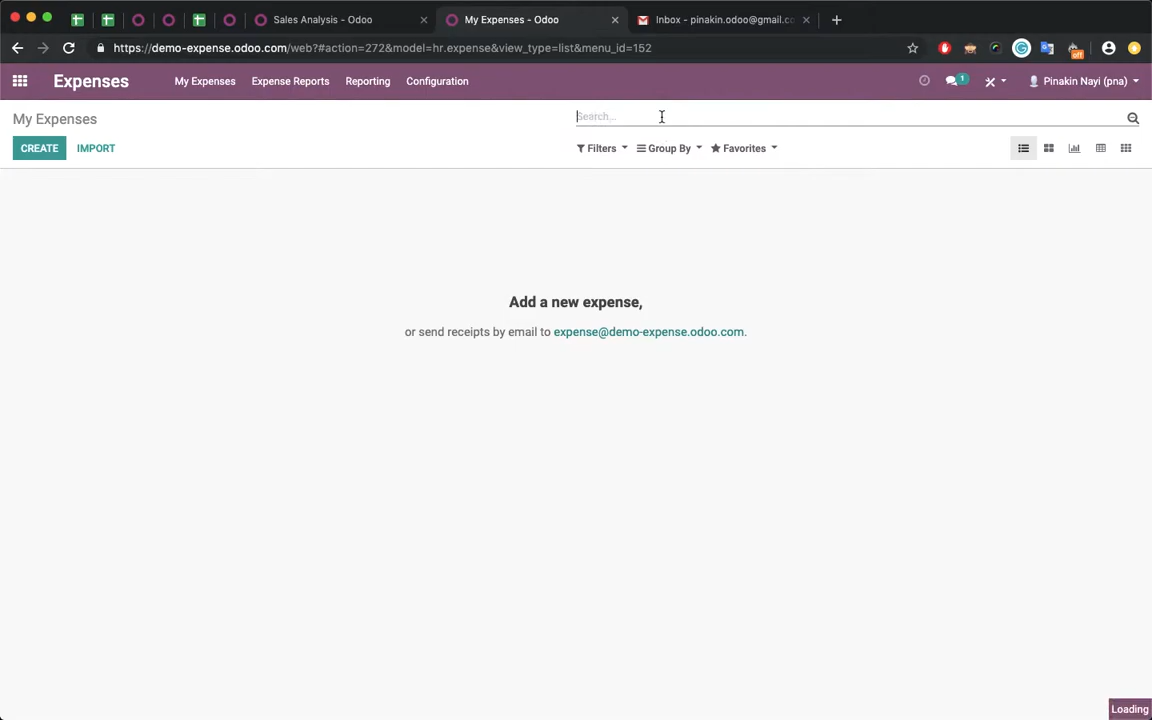 Sales Analysis - Odoo
My Expenses - Odoo
Inbox - pinakin.odoo@gmail.co
https://demo-expense.odoo.com/web?#action=272&model=hr.expense&view_type=list&menu_id=152
off
Expenses
My Expenses
Expense Reports
Reporting
Configuration
1
Pinakin Nayi (pna)
My Expenses
Search...
CREATE
IMPORT
Filters
Group By
Favorites
Add a new expense,
or send receipts by email to expense@demo-expense.odoo.com.
Loading